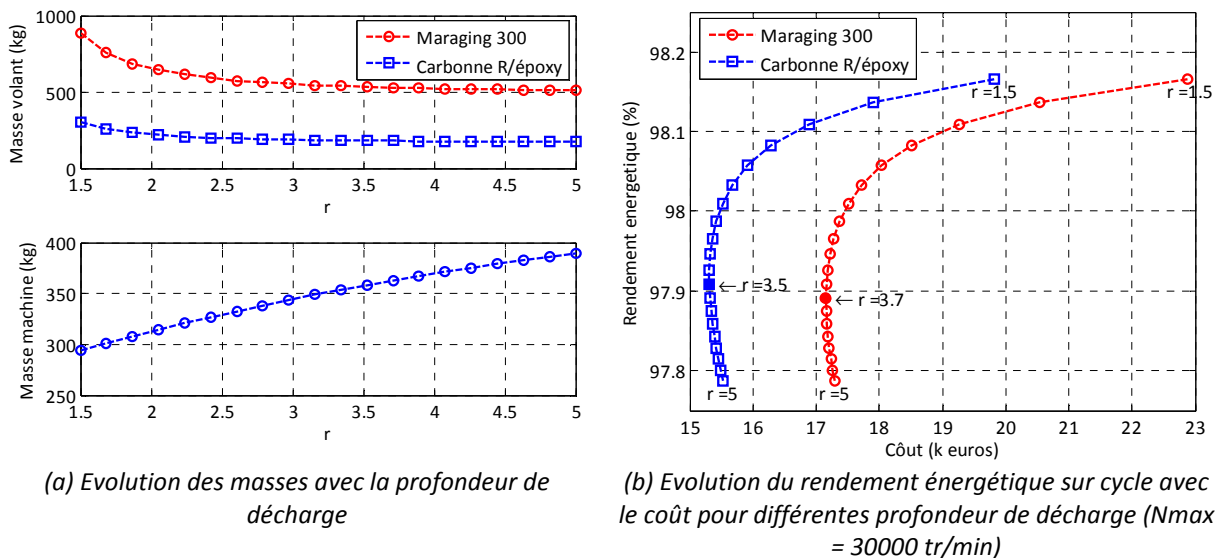 1000
500
0
Masse volant (kg)
Maraging 300
Carbonne R/époxy
1.5 2 2.5 3 3.5 4 4.5 5
r
400
350
300
250
Masse machine (kg)
1.5 2 2.5 3 3.5 4 4.5 5
r
(a) Evolution des masses avec la profondeur de
décharge
98.2
98.1
98
97.9
97.8
Rendement energetique (%)
Maraging 300
Carbonne R/époxy
r =1.5
r =1.5
← r =3.5
← r =3.7
r =5
r =5
15 16 17 18 19 20 21 22 23
Côut (k euros)
(b) Evolution du rendement énergétique sur cycle avec
le coût pour différentes profondeur de décharge (Nmax
= 30000 tr/min)